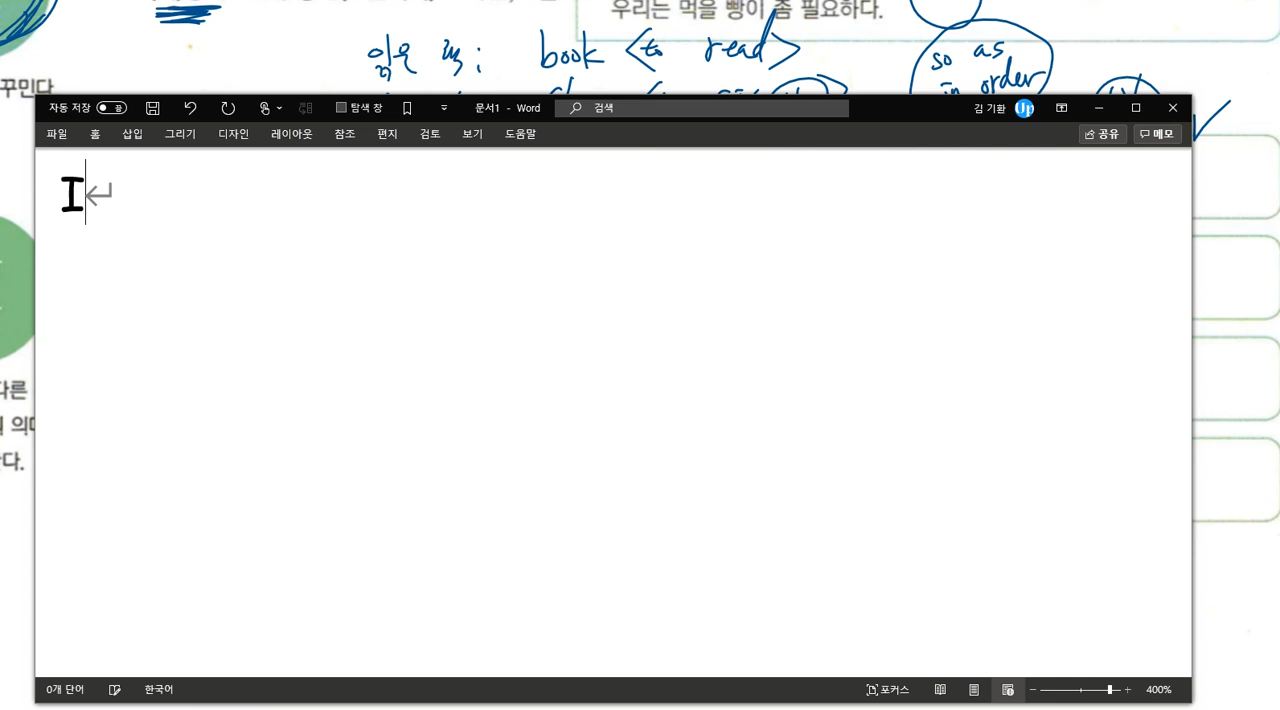 우리는 먹을 빵이 좀 필요하다.
읽을 책; book <to read>
so as
in order
꾸민다
자동 저장 끔 탐색 창 문서1 - Word 검색 김 기환
파일 홈 삽입 그리기 디자인 레이아웃 참조 편지 검토 보기 도움말 공유 메모
I
다른
의미
다.
0개 단어 한국어 포커스 400%